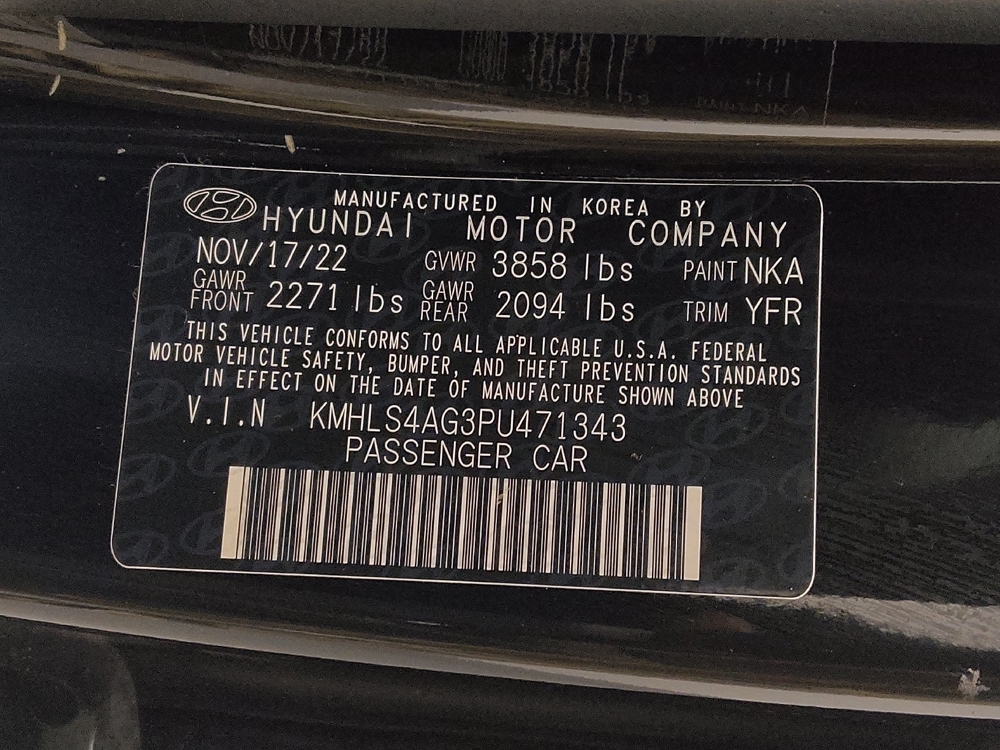 MANUFACTURED IN KOREA BY
HYUNDAI MOTOR COMPANY
NOV/17/22 GVWR 3858 lbs PAINT NKA
GAWR FRONT 2271 lbs GAWR REAR 2094 lbs TRIM YFR
THIS VEHICLE CONFORMS TO ALL APPLICABLE U.S.A. FEDERAL
MOTOR VEHICLE SAFETY, BUMPER, AND THEFT PREVENTION STANDARDS
IN EFFECT ON THE DATE OF MANUFACTURE SHOWN ABOVE
V.I.N KMHLS4AG3PU471343
PASSENGER CAR